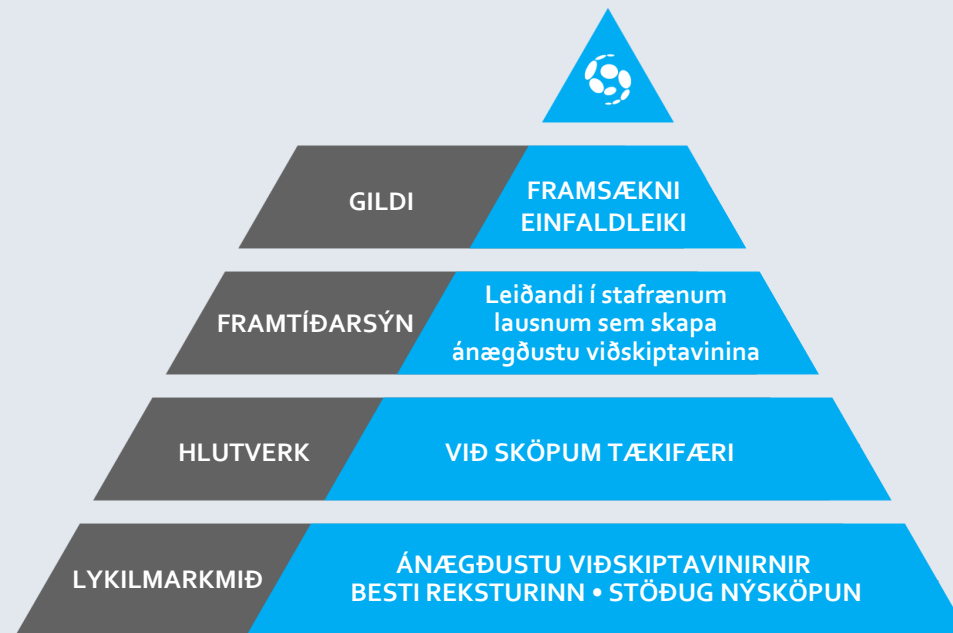 GILDI
FRAMSÆKNI
EINFALDLEIKI
FRAMTÍÐARSÝN
Leiðandi í stafrænum
lausnum sem skapa
ánægðustu viðskiptavinina
HLUTVERK
VIÐ SKÖPUM TÆKIFÆRI
LYKILMARKMIÐ
ÁNÆGÐUSTU VIÐSKIPTAVINIRNIR
BESTI REKSTURINN • STÖÐUG NÝSKÖPUN